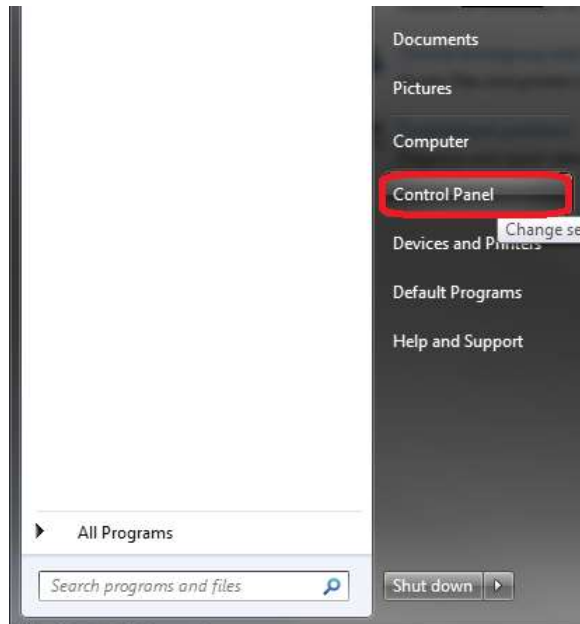 Documents
Pictures
Computer
Control Panel
Change se
Devices and Printers
Default Programs
Help and Support
All Programs
Search programs and files
Shut down